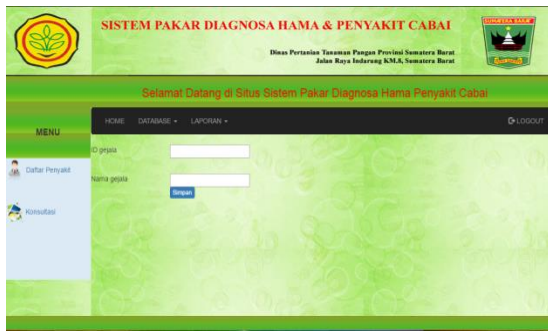 SISTEM PAKAR DIAGNOSA HAMA & PENYAKIT CABAI
SUMATERA BARAT
Dinas Pertanian Tanaman Pangan Provinsi Sumatera Barat
Jalan Raya Indarung KM.8, Sumatera Barat
Selamat Datang di Situs Sistem Pakar Diagnosa Hama Penyakit Cabai
MENU
HOME DATABASE LAPORAN LOGOUT
ID gejala
Daftar Penyakit
Nama gejala
Simpan
Konsultasi